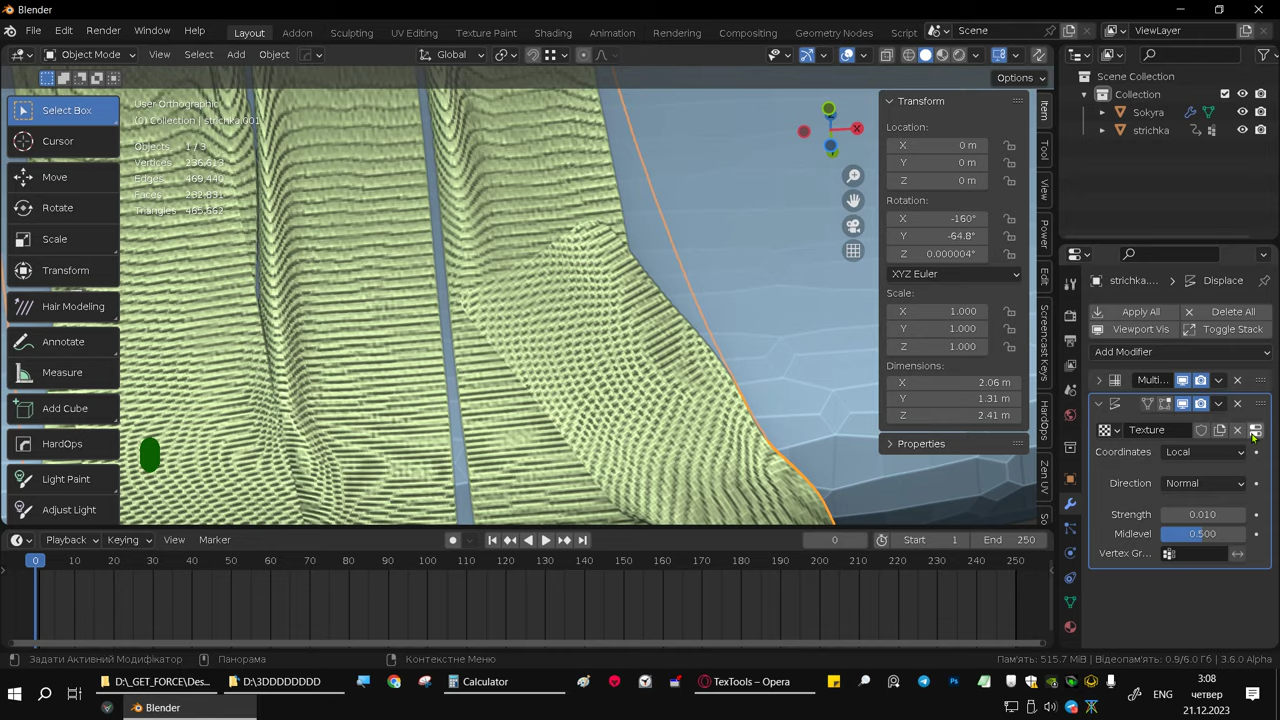 Blender
File Edit Render Window Help Layout Addon Sculpting UV Editing Texture Paint Shading Animation Rendering Compositing Geometry Nodes Script Scene ViewLayer
Object Mode View Select Add Object Global
Options
Select Box
Cursor
Move
Rotate
Scale
Transform
Hair Modeling
Annotate
Measure
Add Cube
HardOps
Light Paint
Adjust Light
User Orthographic
(0) Collection | strichka.001
Objects 1 / 3
Vertices 236,613
Edges 469,440
Faces 232,831
Triangles 465,662
Transform
Location:
X 0 m
Y 0 m
Z 0 m
Rotation:
X -160°
Y -64.8°
Z 0.000004°
XYZ Euler
Scale:
X 1.000
Y 1.000
Z 1.000
Dimensions:
X 2.06 m
Y 1.31 m
Z 2.41 m
Properties
Item
Tool
View
Power
Edit
Screencast Keys
HardOps
Zen UV
So
Scene Collection
Collection
Sokyra
strichka
strichka.... Displace
Apply All Delete All
Viewport Vis Toggle Stack
Add Modifier
Multi...
Texture
Coordinates Local
Direction Normal
Strength 0.010
Midlevel 0.500
Vertex Gr...
Playback Keying View Marker 0 Start 1 End 250
0 10 20 30 40 50 60 70 80 90 100 110 120 130 140 150 160 170 180 190 200 210 220 230 240 250
Задати Активний Модифікатор Панорама Контекстне Меню Пам'ять: 515.7 MiB | Відеопам'ять: 0.9/6.0 Гі | 3.6.0 Alpha
D:\_GET_FORCE\Des... D:\3DDDDDDDD Calculator TexTools – Opera
Blender
ENG
3:08
четвер
21.12.2023